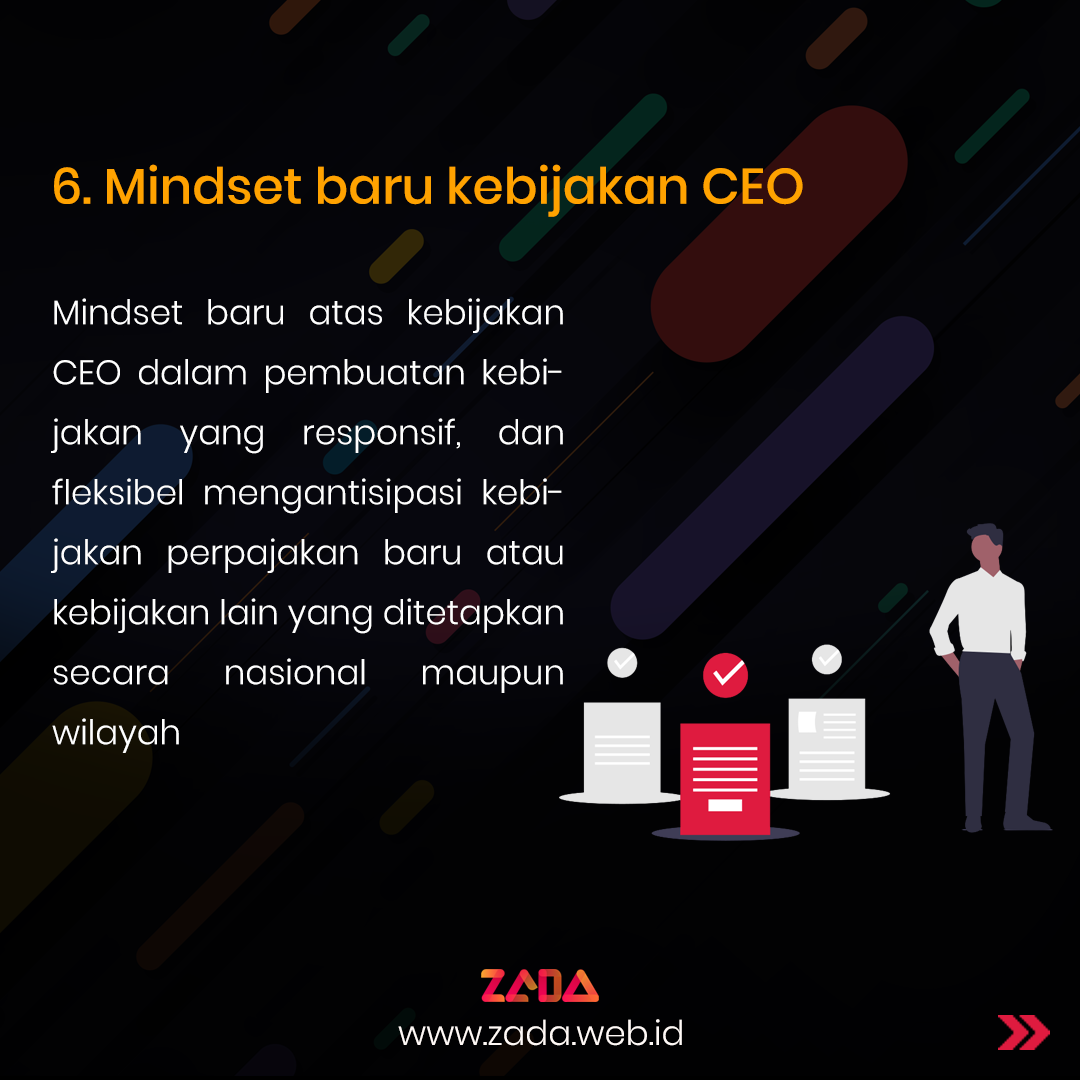 6. Mindset baru kebijakan CEO
Mindset baru atas kebijakan
CEO dalam pembuatan kebi-
jakan yang responsif, dan
fleksibel mengantisipasi kebi-
jakan perpajakan baru atau
kebijakan lain yang ditetapkan
secara nasional maupun
wilayah
ZADA
www.zada.web.id